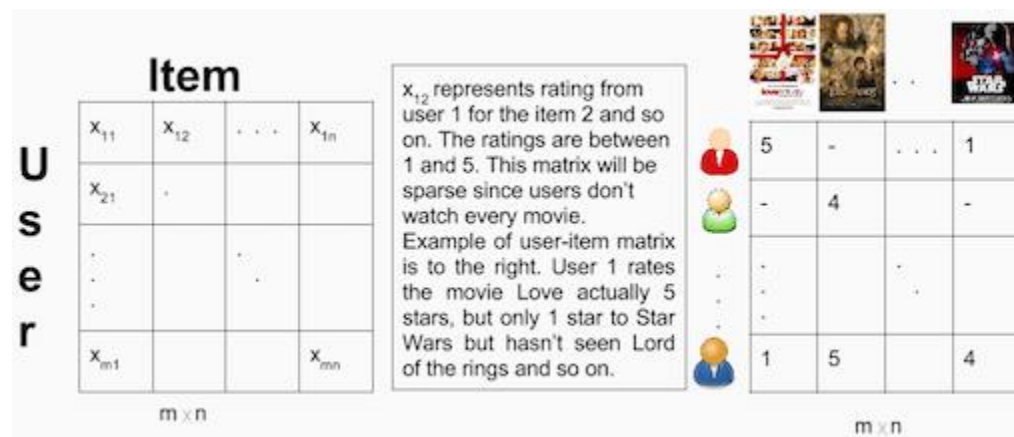 Item
User
x11 x12 . . . x1n
x21 .
. .
. .
.
xm1 xmn
m x n
x12 represents rating from
user 1 for the item 2 and so
on. The ratings are between
1 and 5. This matrix will be
sparse since users don't
watch every movie.
Example of user-item matrix
is to the right. User 1 rates
the movie Love actually 5
stars, but only 1 star to Star
Wars but hasn't seen Lord
of the rings and so on.
. .
STAR
WARS
5 - . . . 1
- 4 -
. .
. .
.
1 5 4
m x n